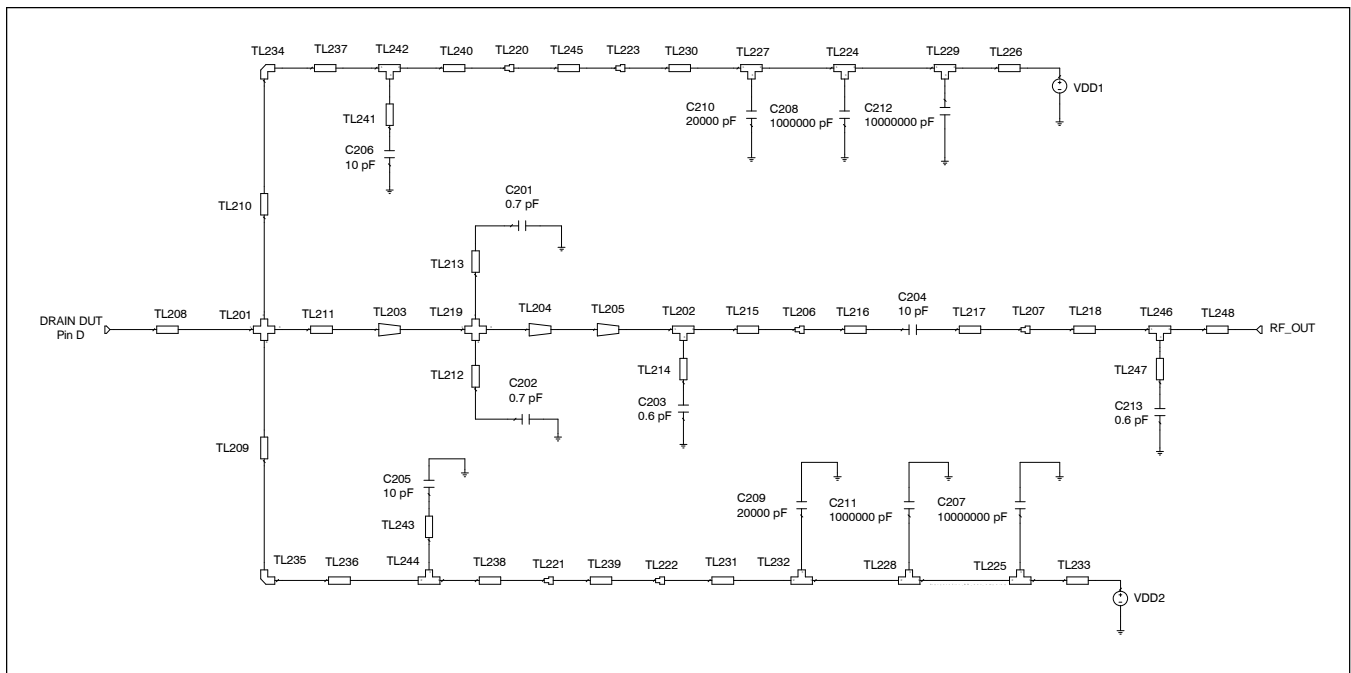 TL234 TL237 TL242 TL240 TL220 TL245 TL223 TL230 TL227 TL224 TL229 TL226
VDD1
C210
20000 pF
C208
1000000 pF
C212
10000000 pF
TL241
C206
10 pF
TL210
C201
0.7 pF
TL213
DRAIN DUT
Pin D
TL208 TL201 TL211 TL203 TL219 TL204 TL205 TL202 TL215 TL206 TL216
C204
10 pF
TL217 TL207 TL218 TL246 TL248
RF_OUT
TL212
C202
0.7 pF
TL214
C203
0.6 pF
TL247
C213
0.6 pF
TL209
C205
10 pF
TL243
C209
20000 pF
C211
1000000 pF
C207
10000000 pF
TL235 TL236 TL244 TL238 TL221 TL239 TL222 TL231 TL232 TL228 TL225 TL233
VDD2